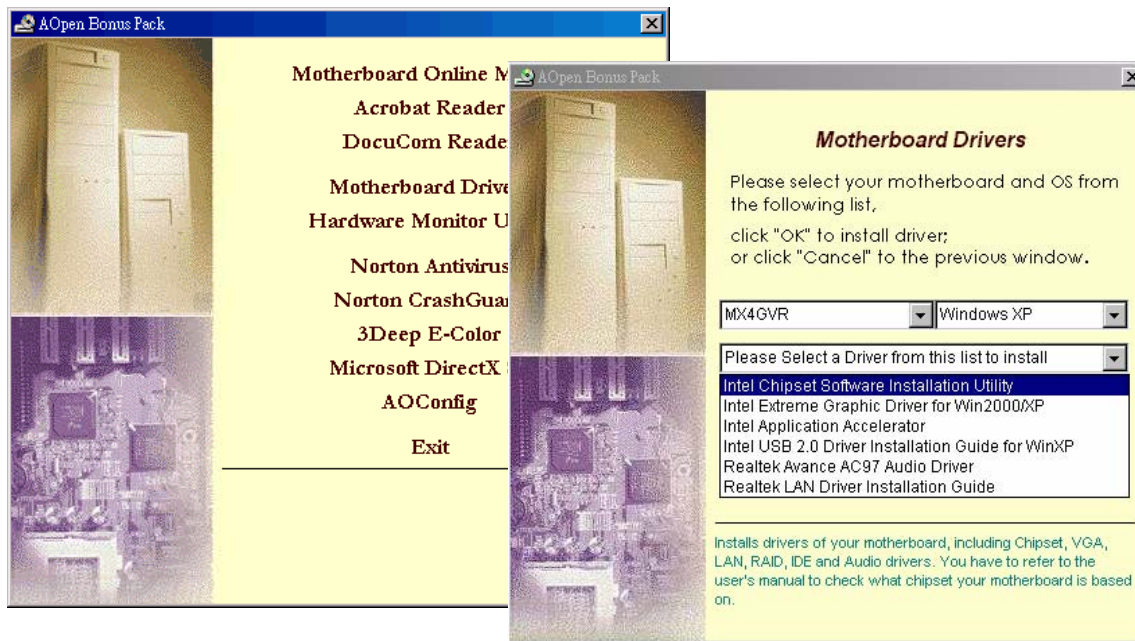 AOpen Bonus Pack
Motherboard Online M
Acrobat Reader
DocuCom Reade
Motherboard Drive
Hardware Monitor U
Norton Antivirus
Norton CrashGua
3Deep E-Color
Microsoft DirectX
AOConfig
Exit
AOpen Bonus Pack
Motherboard Drivers
Please select your motherboard and OS from
the following list,
click "OK" to install driver;
or click "Cancel" to the previous window.
MX4GVR Windows XP
Please Select a Driver from this list to install
Intel Chipset Software Installation Utility
Intel Extreme Graphic Driver for Win2000/XP
Intel Application Accelerator
Intel USB 2.0 Driver Installation Guide for WinXP
Realtek Avance AC97 Audio Driver
Realtek LAN Driver Installation Guide
Installs drivers of your motherboard, including Chipset, VGA,
LAN, RAID, IDE and Audio drivers. You have to refer to the
user's manual to check what chipset your motherboard is based
on.